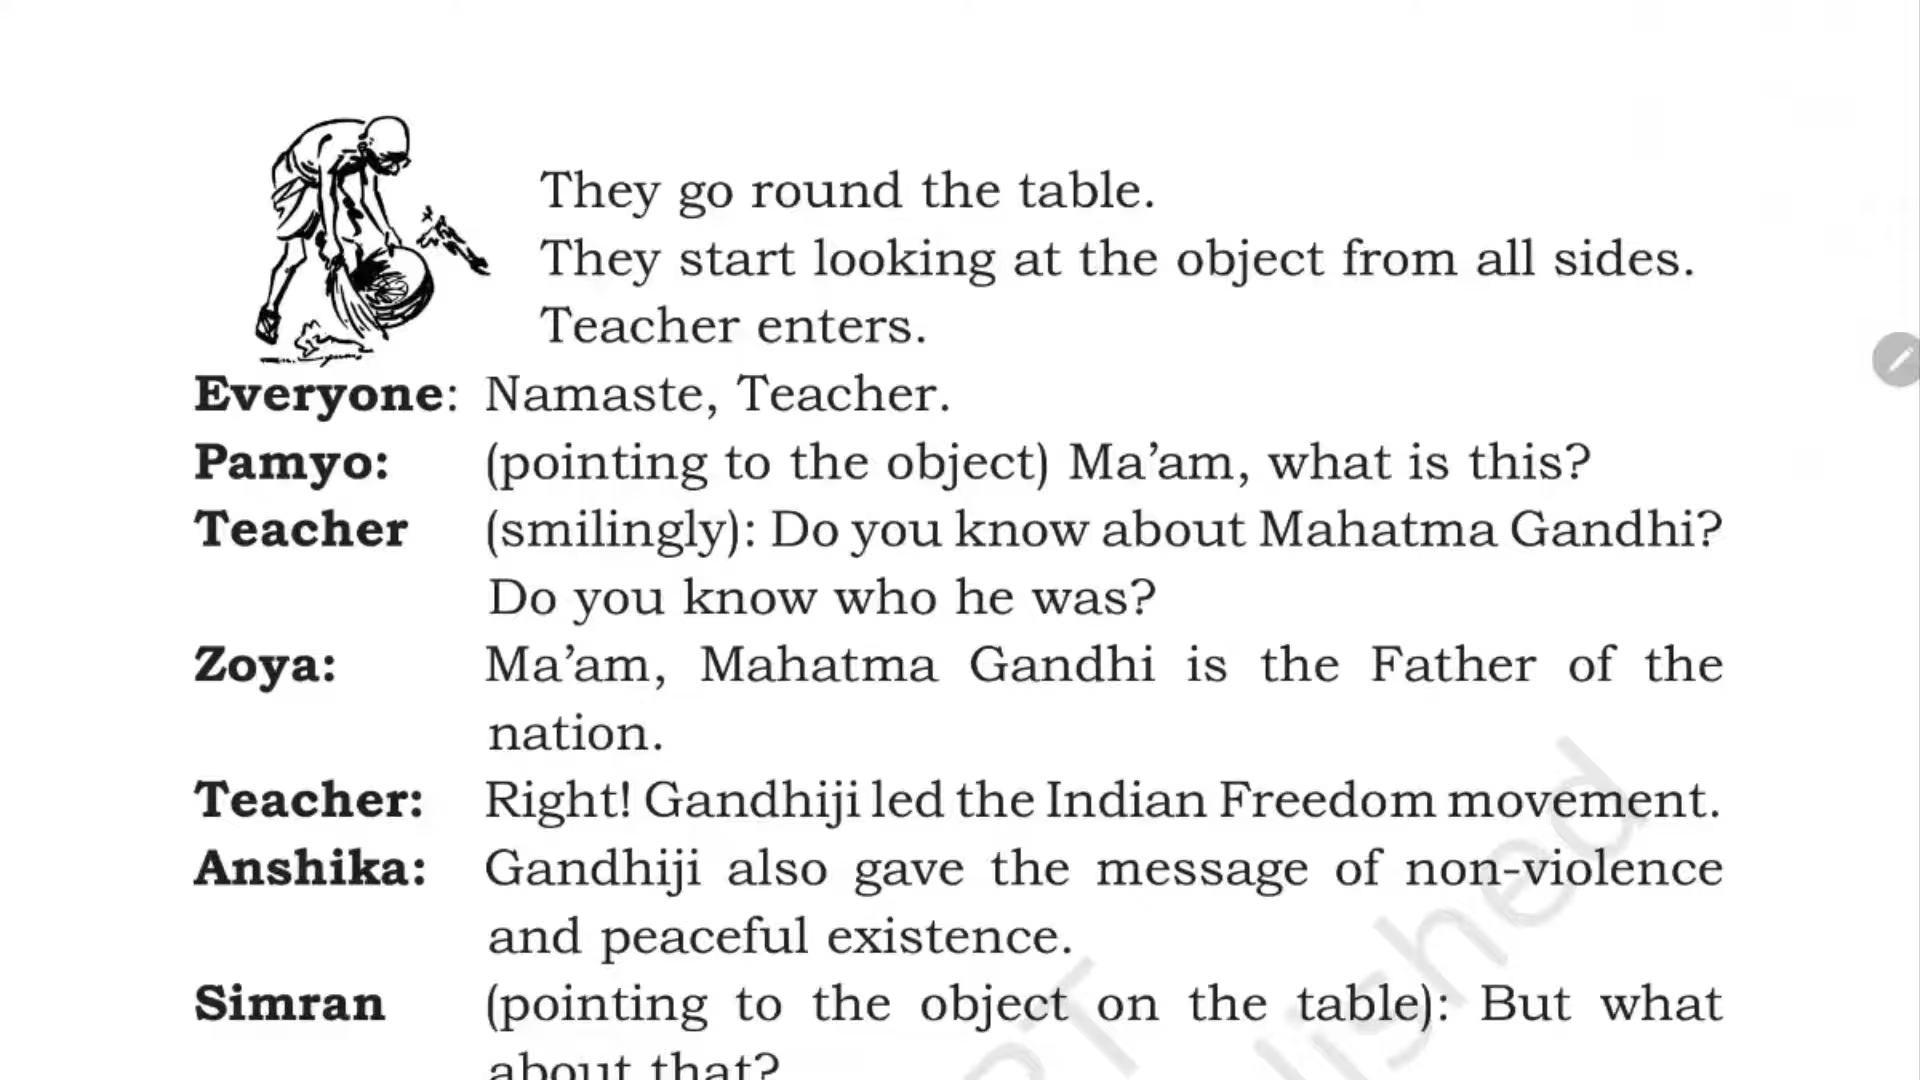 They go round the table.
They start looking at the object from all sides.
Teacher enters.
Everyone: Namaste, Teacher.
Pamyo: (pointing to the object) Ma’am, what is this?
Teacher (smilingly): Do you know about Mahatma Gandhi?
Do you know who he was?
Zoya: Ma’am, Mahatma Gandhi is the Father of the
nation.
Teacher: Right! Gandhiji led the Indian Freedom movement.
Anshika: Gandhiji also gave the message of non-violence
and peaceful existence.
Simran (pointing to the object on the table): But what
about that?